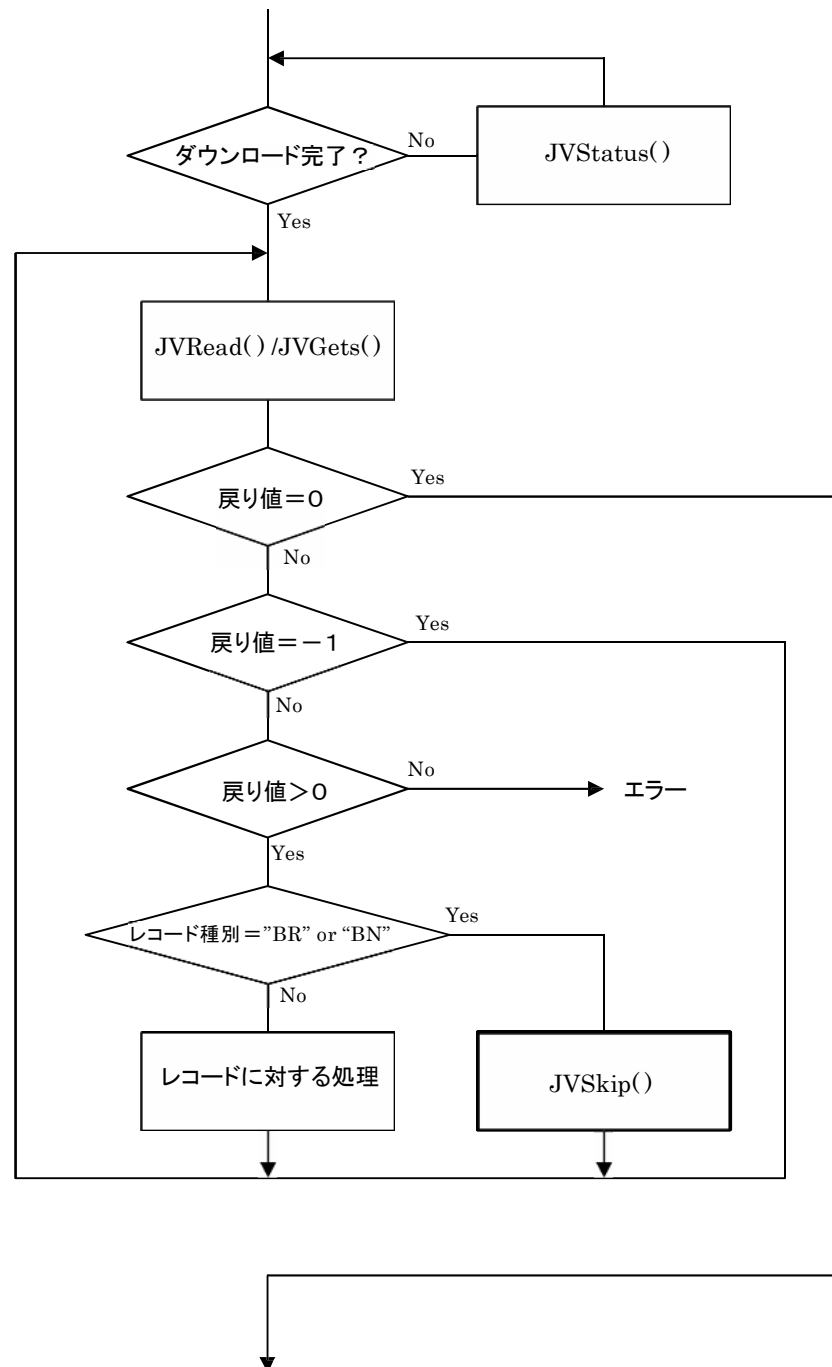 ダウンロード完了？
No
JVStatus( )
Yes
JVRead( ) /JVGets( )
戻り値＝０
Yes
No
戻り値＝－１
Yes
No
戻り値＞０
No
エラー
Yes
レコード種別＝”BR” or “BN”
Yes
No
レコードに対する処理
JVSkip( )